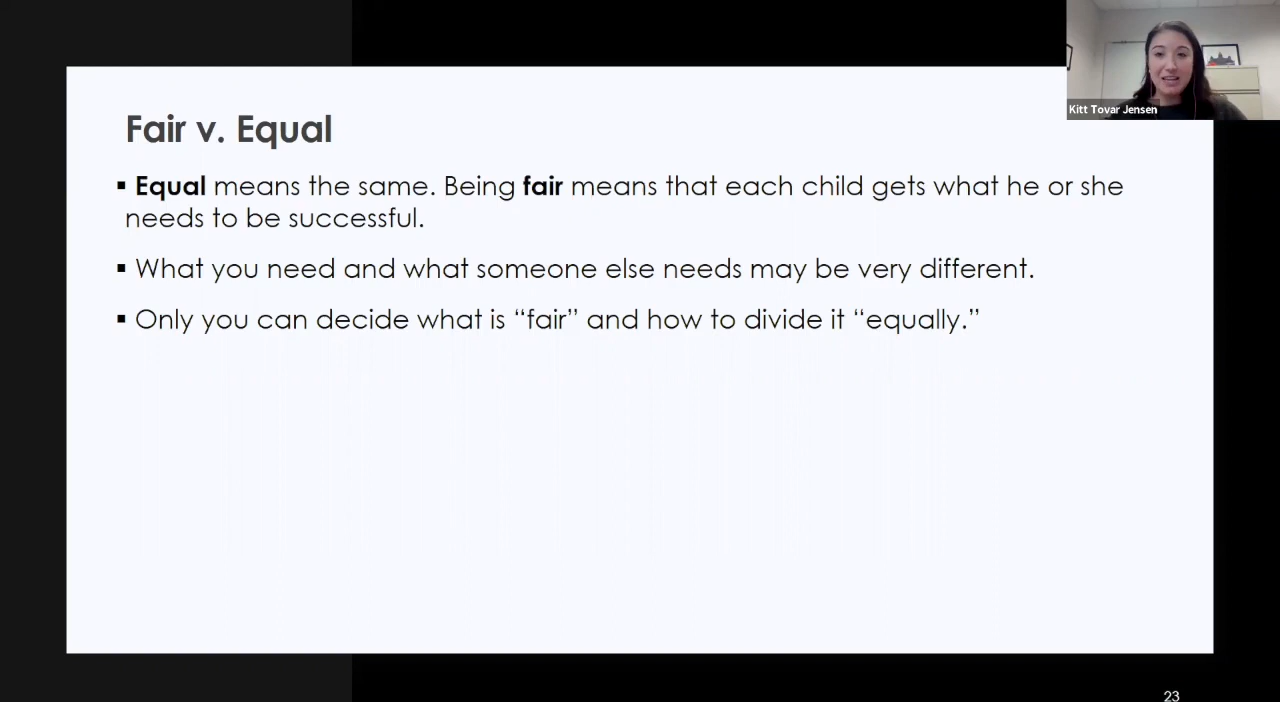 Kitt Tovar Jensen
Fair v. Equal
▪ Equal means the same. Being fair means that each child gets what he or she
needs to be successful.
▪ What you need and what someone else needs may be very different.
▪ Only you can decide what is “fair” and how to divide it “equally.”
23